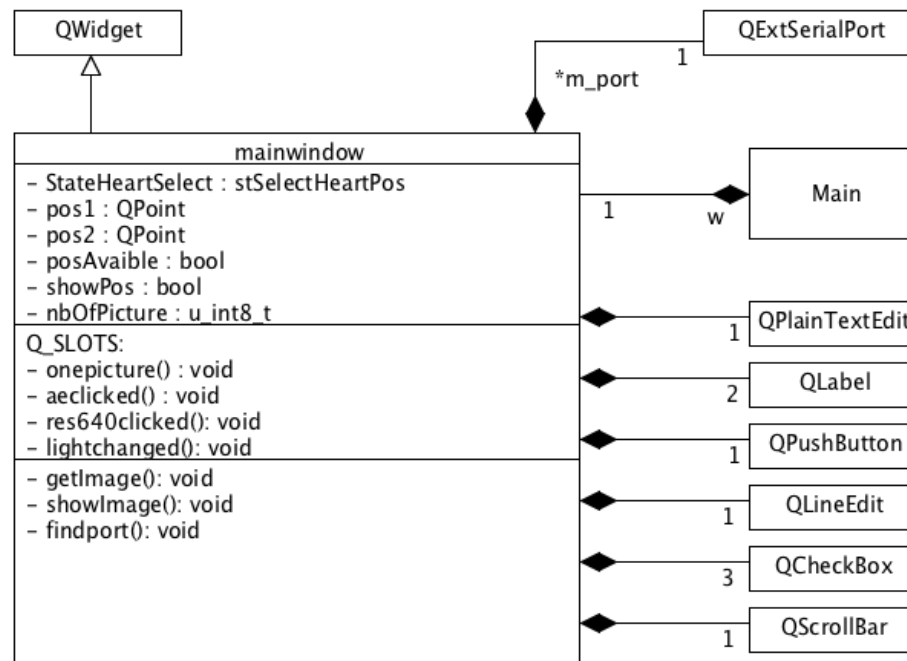 QWidget
QExtSerialPort
1
*m_port
mainwindow
- StateHeartSelect : stSelectHeartPos
- pos1 : QPoint
- pos2 : QPoint
- posAvaible : bool
- showPos : bool
- nbOfPicture : u_int8_t
1
w
Main
Q_SLOTS:
- onepicture() : void
- aeclicked() : void
- res640clicked(): void
- lightchanged(): void
- getImage(): void
- showImage(): void
- findport(): void
1
QPlainTextEdit
2
QLabel
1
QPushButton
1
QLineEdit
3
QCheckBox
1
QScrollBar